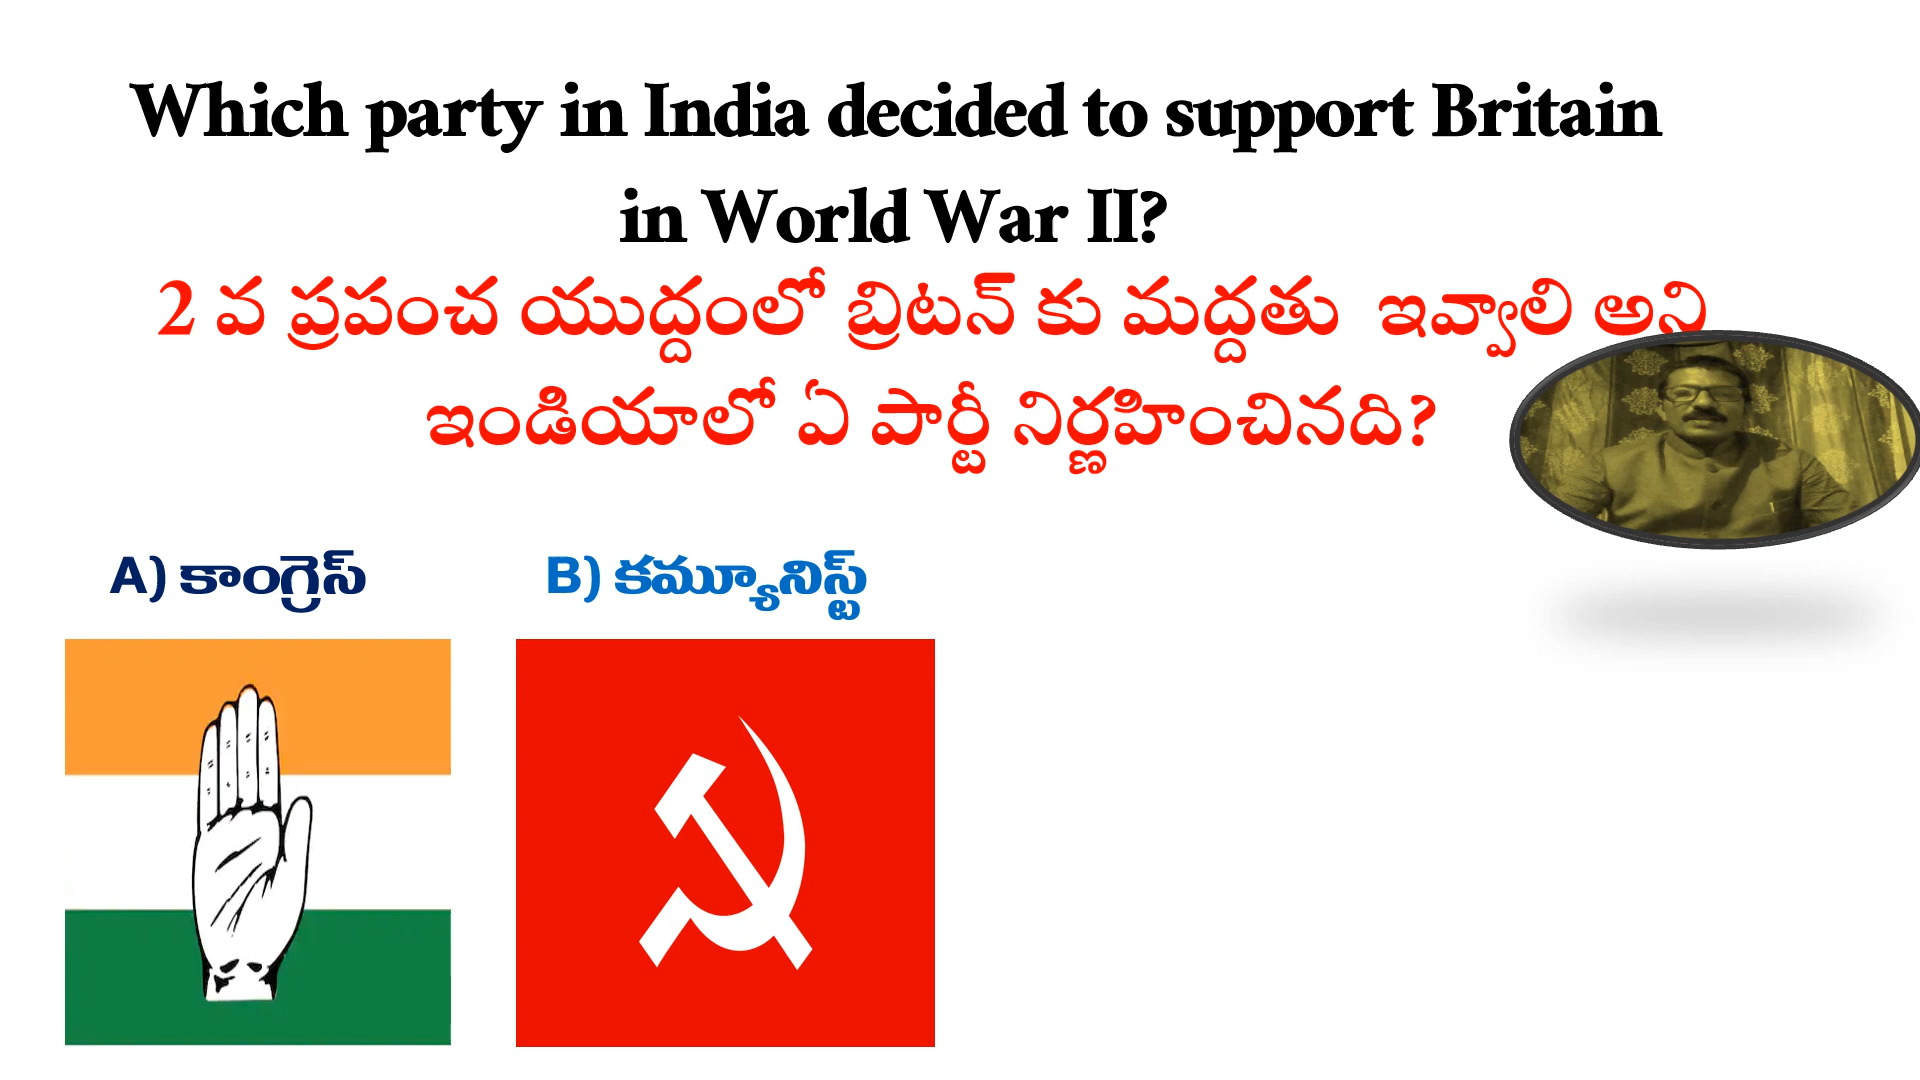 Which party in India decided to support Britain
in World War II?
2 వ ప్రపంచ యుద్దంలో బ్రిటన్ కు మద్దతు ఇవ్వాలి అని
ఇండియాలో ఏ పార్టీ నిర్ణహించినది?
A) కాంగ్రెస్ B) కమ్యూనిస్ట్